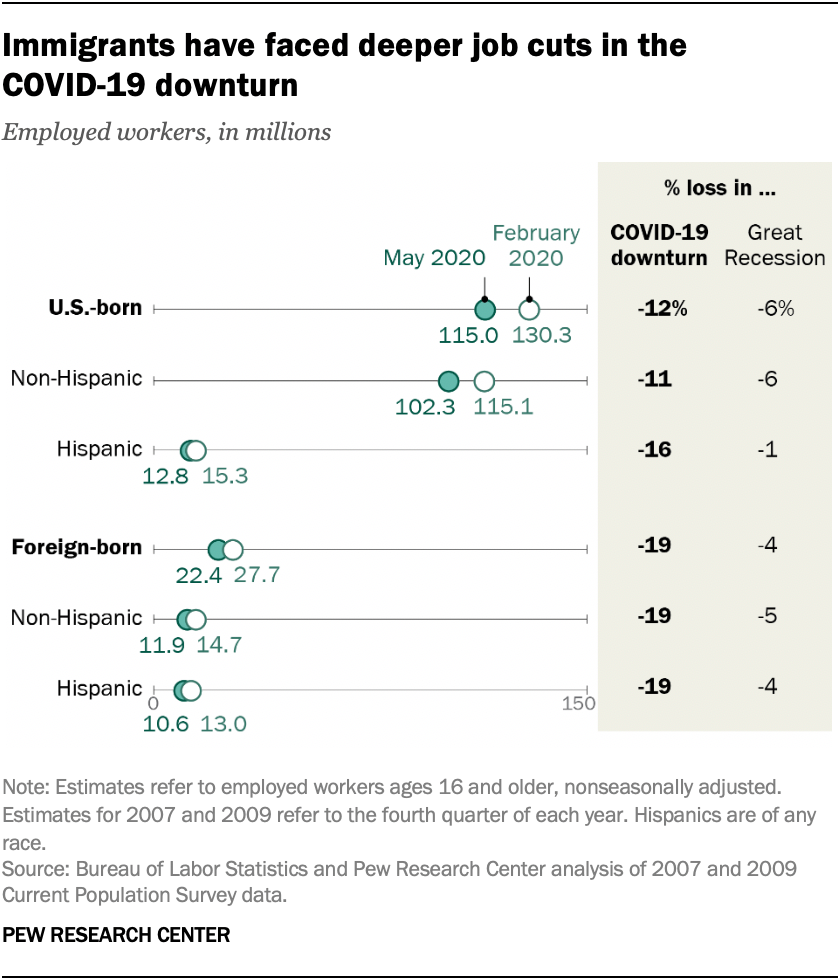 Immigrants have faced deeper job cuts in the
COVID-19 downturn
Employed workers, in millions
% loss in ...
May 2020
February
2020
COVID-19
downturn
Great
Recession
U.S.-born
115.0 130.3
-12% -6%
Non-Hispanic
102.3 115.1
-11 -6
Hispanic
12.8 15.3
-16 -1
Foreign-born
22.4 27.7
-19 -4
Non-Hispanic
11.9 14.7
-19 -5
Hispanic
0 150
10.6 13.0
-19 -4
Note: Estimates refer to employed workers ages 16 and older, nonseasonally adjusted.
Estimates for 2007 and 2009 refer to the fourth quarter of each year. Hispanics are of any
race.
Source: Bureau of Labor Statistics and Pew Research Center analysis of 2007 and 2009
Current Population Survey data.
PEW RESEARCH CENTER